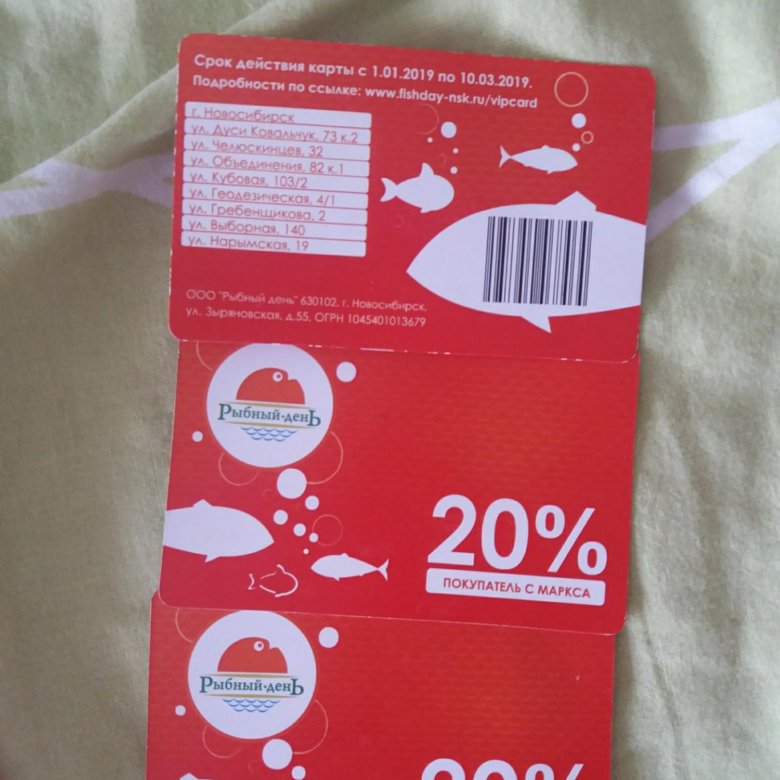 Срок действия карты с 1.01.2019 по 10.03.2019.
Подробности по ссылке: www.fishday-nsk.ru/vipcard
г. Новосибирск
ул. Дуси Ковальчук, 73 к.2
ул. Челюскинцев, 32
ул. Объединения, 82 к.1
ул. Кубовая, 103/2
ул. Геодезическая, 4/1
ул. Гребенщикова, 2
ул. Выборная, 140
ул. Нарымская, 19
ООО "Рыбный день" 630102, г. Новосибирск,
ул. Зыряновская, д.55, ОГРН 1045401013679
Рыбный·денЬ
20%
ПОКУПАТЕЛЬ С МАРКСА
Рыбный·денЬ
20%